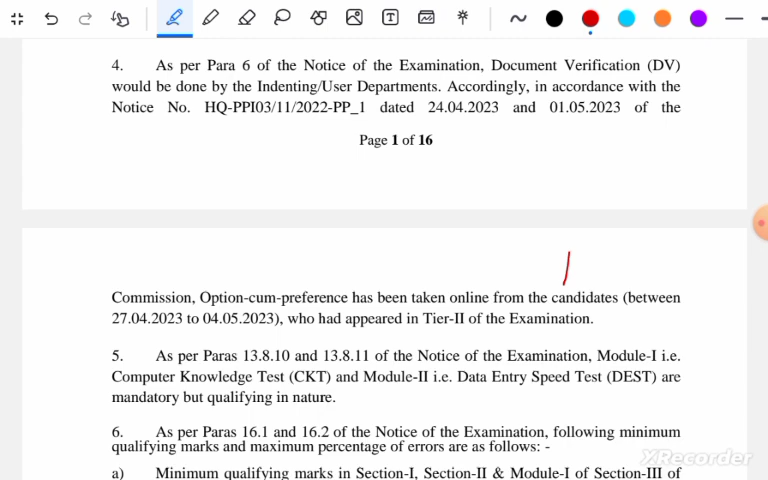 4. As per Para 6 of the Notice of the Examination, Document Verification (DV)
would be done by the Indenting/User Departments. Accordingly, in accordance with the
Notice No. HQ-PPI03/11/2022-PP_1 dated 24.04.2023 and 01.05.2023 of the
Page 1 of 16
Commission, Option-cum-preference has been taken online from the candidates (between
27.04.2023 to 04.05.2023), who had appeared in Tier-II of the Examination.
5. As per Paras 13.8.10 and 13.8.11 of the Notice of the Examination, Module-I i.e.
Computer Knowledge Test (CKT) and Module-II i.e. Data Entry Speed Test (DEST) are
mandatory but qualifying in nature.
6. As per Paras 16.1 and 16.2 of the Notice of the Examination, following minimum
qualifying marks and maximum percentage of errors are as follows: -
a) Minimum qualifying marks in Section-I, Section-II & Module-I of Section-III of
XRecorder